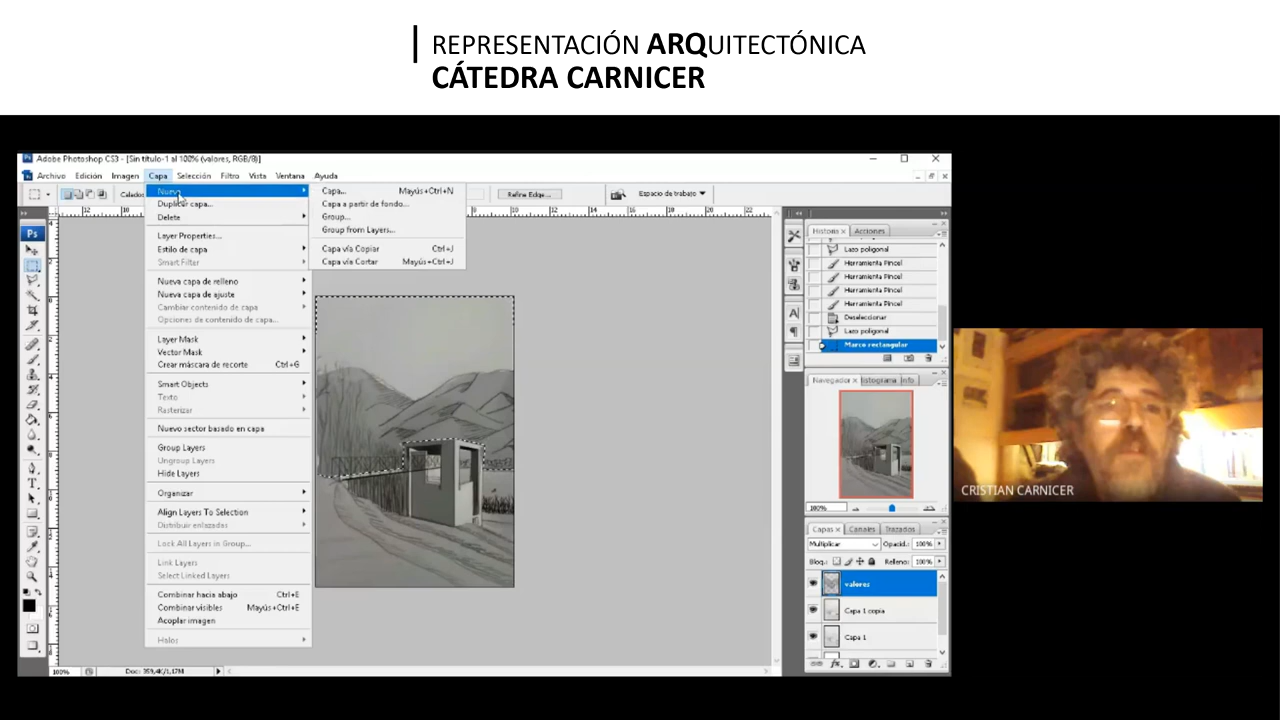 REPRESENTACIÓN ARQUITECTÓNICA
CÁTEDRA CARNICER
Adobe Photoshop CS3 - [Sin título-1 al 100% (valores, RGB/8)]
Archivo Edición Imagen Capa Selección Filtro Vista Ventana Ayuda
Refine Edge...
Espacio de trabajo
Nueva
Duplicar capa...
Delete
Layer Properties...
Estilo de capa
Smart Filter
Nueva capa de relleno
Nueva capa de ajuste
Cambiar contenido de capa
Opciones de contenido de capa...
Layer Mask
Vector Mask
Crear máscara de recorte Ctrl+G
Smart Objects
Texto
Rasterizar
Nuevo sector basado en capa
Group Layers
Ungroup Layers
Hide Layers
Organizar
Align Layers To Selection
Distribuir enlazadas
Lock All Layers in Group...
Link Layers
Select Linked Layers
Combinar hacia abajo Ctrl+E
Combinar visibles Mayús+Ctrl+E
Acoplar imagen
Halos
Capa... Mayús+Ctrl+N
Capa a partir de fondo...
Group...
Group from Layers...
Capa vía Copiar Ctrl+J
Capa vía Cortar Mayús+Ctrl+J
Historia Acciones
Lazo poligonal
Herramienta Pincel
Herramienta Pincel
Herramienta Pincel
Herramienta Pincel
Deseleccionar
Lazo poligonal
Marco rectangular
Navegador Histograma Info
100%
Capas Canales Trazados
Multiplicar Opacid.: 100%
Bloq.: Relleno: 100%
valores
Capa 1 copia
Capa 1
100% Doc: 359,4K/1,17M
CRISTIAN CARNICER